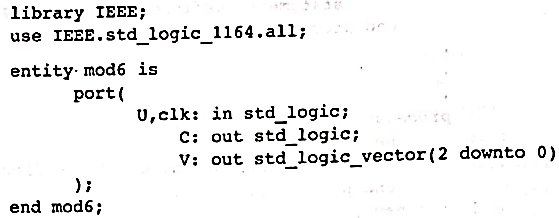 library IEEE;
use IEEE.std_logic_1164.all;
entity mod6 is
port(
U,clk: in std_logic;
C: out std_logic;
V: out std_logic_vector(2 downto 0)
);
end mod6;